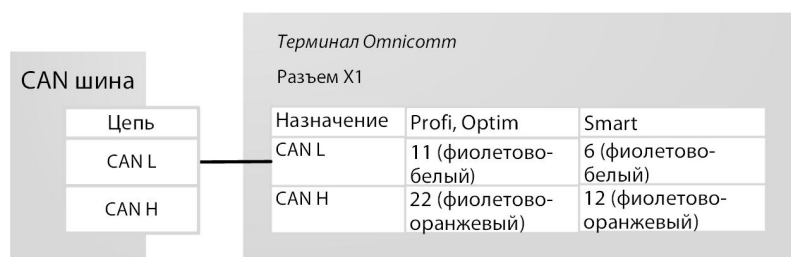 Терминал Omnicomm
Разъем X1
CAN шина
Цепь
CAN L
CAN H
Назначение Profi, Optim Smart
CAN L 11 (фиолетово- 6 (фиолетово-
белый) белый)
CAN H 22 (фиолетово- 12 (фиолетово-
оранжевый) оранжевый)